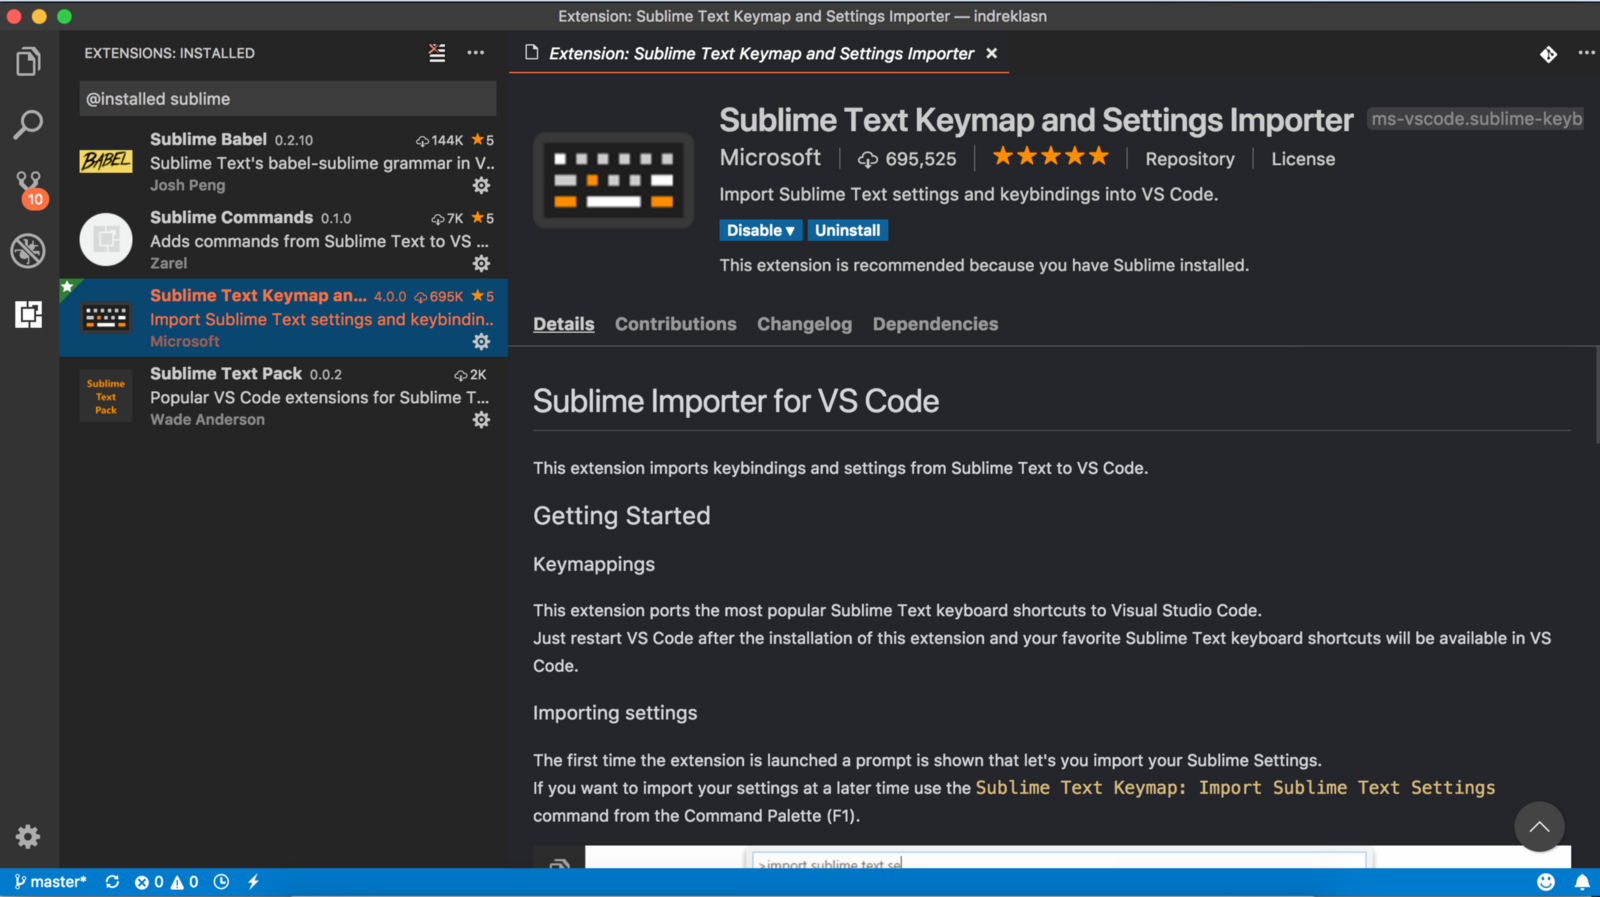 Extension: Sublime Text Keymap and Settings Importer — indreklasn
EXTENSIONS: INSTALLED
@installed sublime
10
BABEL
Sublime Babel 0.2.10 144K ★5
Sublime Text's babel-sublime grammar in V..
Josh Peng
Sublime Commands 0.1.0 7K ★5
Adds commands from Sublime Text to VS ...
Zarel
Sublime Text Keymap an... 4.0.0 695K ★5
Import Sublime Text settings and keybindin..
Microsoft
Sublime
Text
Pack
Sublime Text Pack 0.0.2 2K
Popular VS Code extensions for Sublime T...
Wade Anderson
Extension: Sublime Text Keymap and Settings Importer
Sublime Text Keymap and Settings Importer ms-vscode.sublime-keyb
Microsoft 695,525 ★★★★★ Repository License
Import Sublime Text settings and keybindings into VS Code.
Disable ▾ Uninstall
This extension is recommended because you have Sublime installed.
Details Contributions Changelog Dependencies
Sublime Importer for VS Code
This extension imports keybindings and settings from Sublime Text to VS Code.
Getting Started
Keymappings
This extension ports the most popular Sublime Text keyboard shortcuts to Visual Studio Code.
Just restart VS Code after the installation of this extension and your favorite Sublime Text keyboard shortcuts will be available in VS
Code.
Importing settings
The first time the extension is launched a prompt is shown that let's you import your Sublime Settings.
If you want to import your settings at a later time use the Sublime Text Keymap: Import Sublime Text Settings
command from the Command Palette (F1).
>import sublime text se
master* 0 0